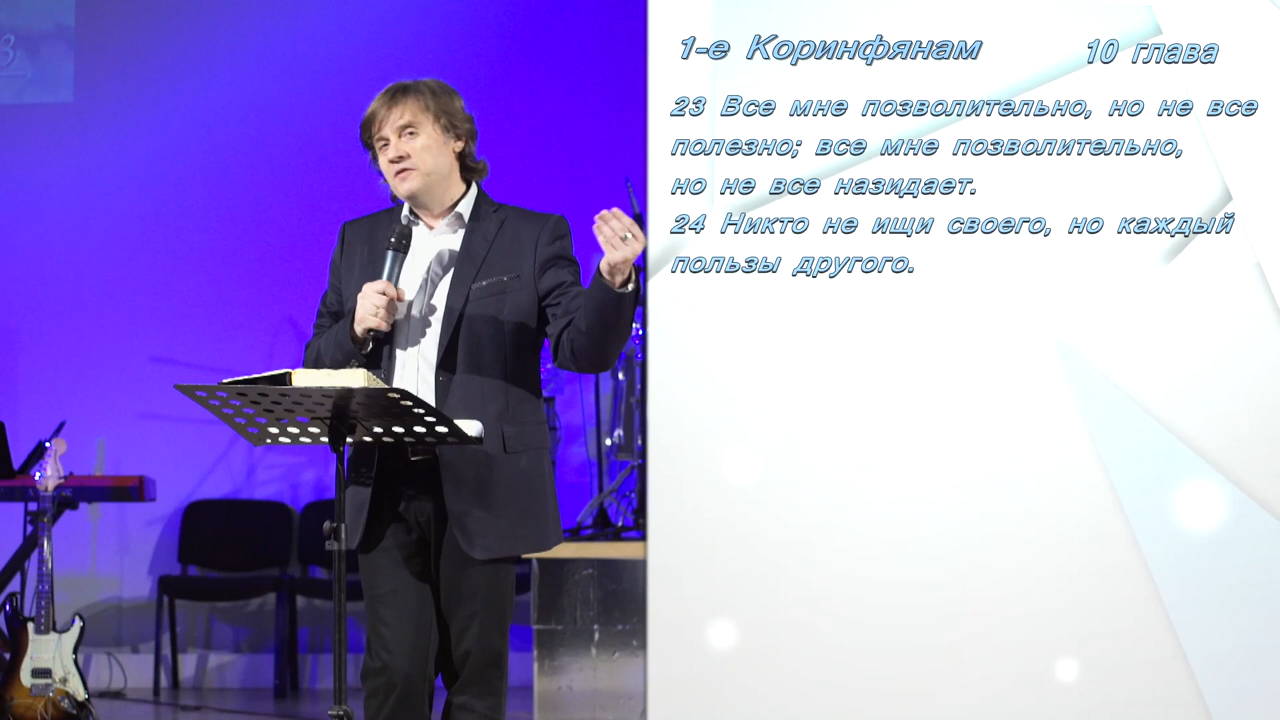 1-е Коринфянам 10 глава
23 Все мне позволительно, но не все
полезно; все мне позволительно,
но не все назидает.
24 Никто не ищи своего, но каждый
пользы другого.